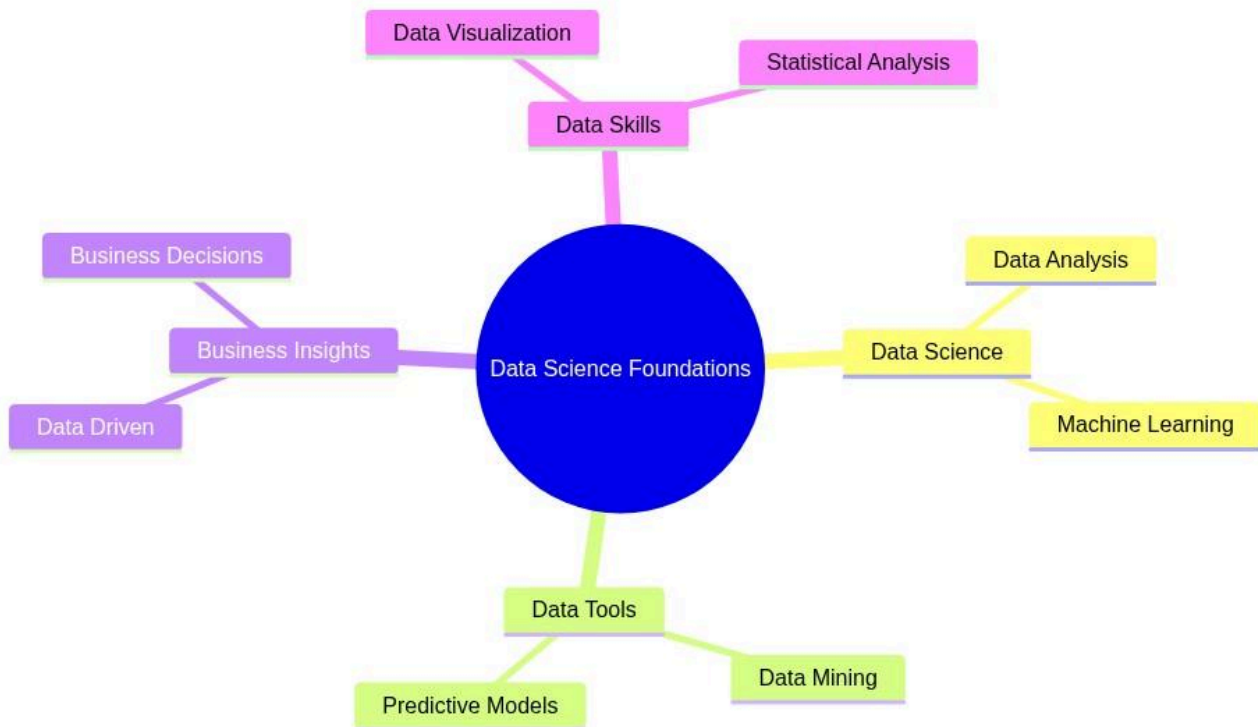 Data Visualization
Statistical Analysis
Data Skills
Business Decisions
Data Analysis
Business Insights
Data Science Foundations
Data Science
Data Driven
Machine Learning
Data Tools
Data Mining
Predictive Models